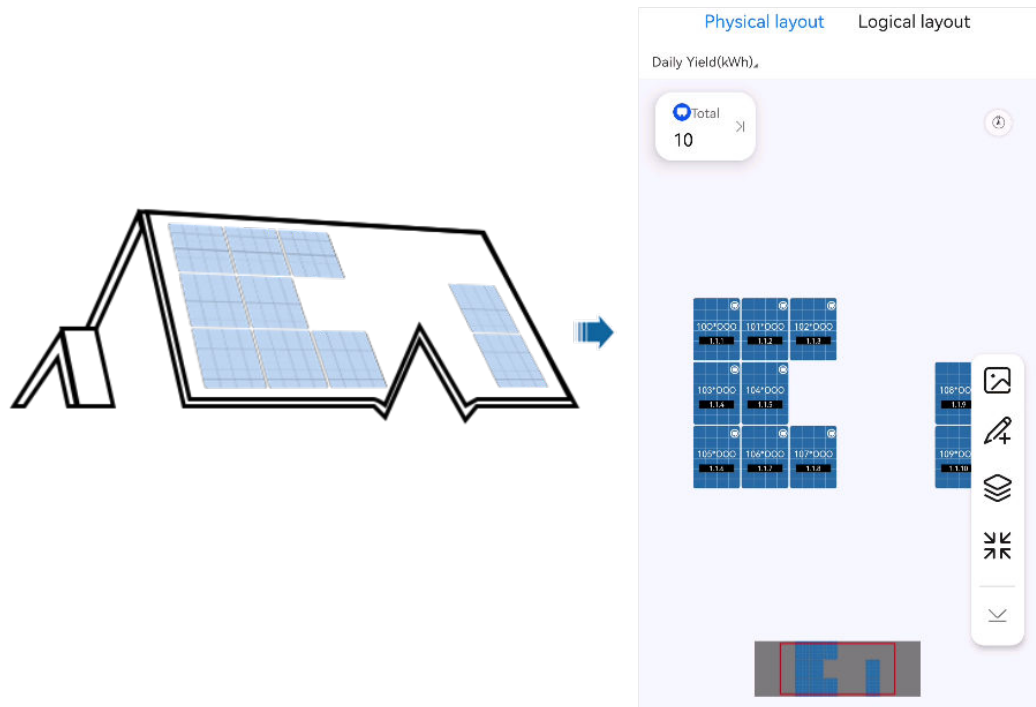 Physical layout Logical layout
Daily Yield(kWh)
Total
10
100*DOO 101*DOO 102*DOO
1.1.1 1.1.2 1.1.3
103*DOO 104*DOO 108*DO
1.1.4 1.1.5 1.1.9
105*DOO 106*DOO 107*DOO 109*DO
1.1.6 1.1.7 1.1.8 1.1.10